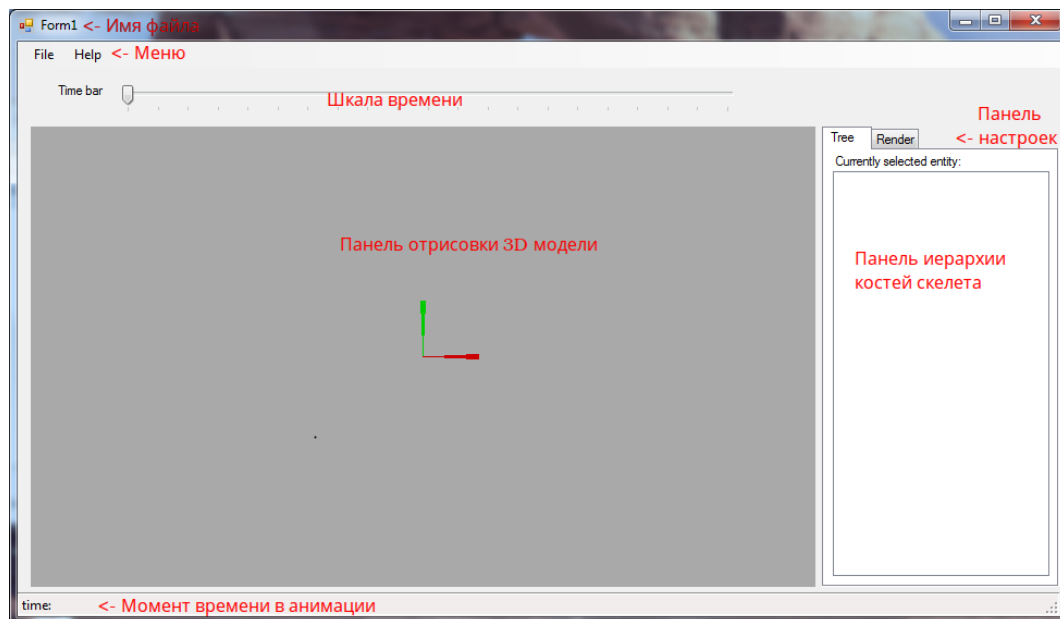 Form1 <- Имя файла
File Help <- Меню
Time bar
Шкала времени
Панель
<- настроек
Tree Render
Currently selected entity:
Панель отрисовки 3D модели
Панель иерархии
костей скелета
time: <- Момент времени в анимации